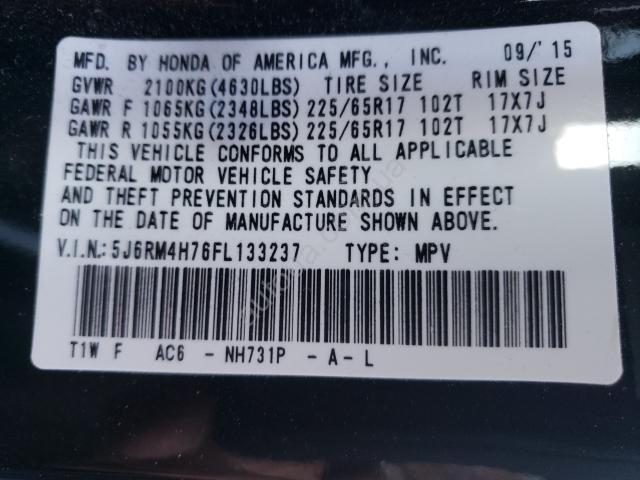 MFD. BY HONDA OF AMERICA MFG., INC. 09/'15
GVWR 2100KG(4630LBS) TIRE SIZE RIM SIZE
GAWR F 1065KG(2348LBS) 225/65R17 102T 17X7J
GAWR R 1055KG(2326LBS) 225/65R17 102T 17X7J
THIS VEHICLE CONFORMS TO ALL APPLICABLE
FEDERAL MOTOR VEHICLE SAFETY
AND THEFT PREVENTION STANDARDS IN EFFECT
ON THE DATE OF MANUFACTURE SHOWN ABOVE.
V.I.N.: 5J6RM4H76FL133237 TYPE: MPV
T1W F AC6 - NH731P - A - L